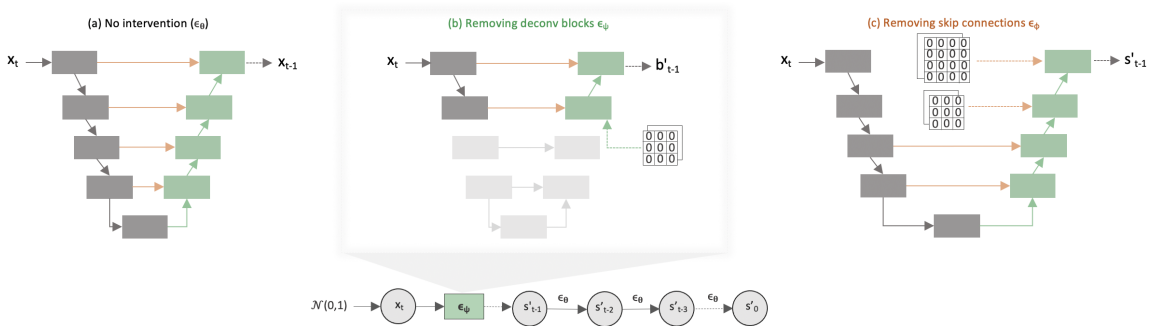 (a) No intervention (ϵθ)
(b) Removing deconv blocks ϵψ
(c) Removing skip connections ϵϕ
xt
xt-1
xt
b't-1
0 0 0
0 0 0
0 0 0
xt
0 0 0 0
0 0 0 0
0 0 0 0
0 0 0 0
s't-1
0 0 0
0 0 0
0 0 0
𝒩(0,1)
xt
ϵψ
s't-1
ϵθ
s't-2
ϵθ
s't-3
ϵθ
s'0